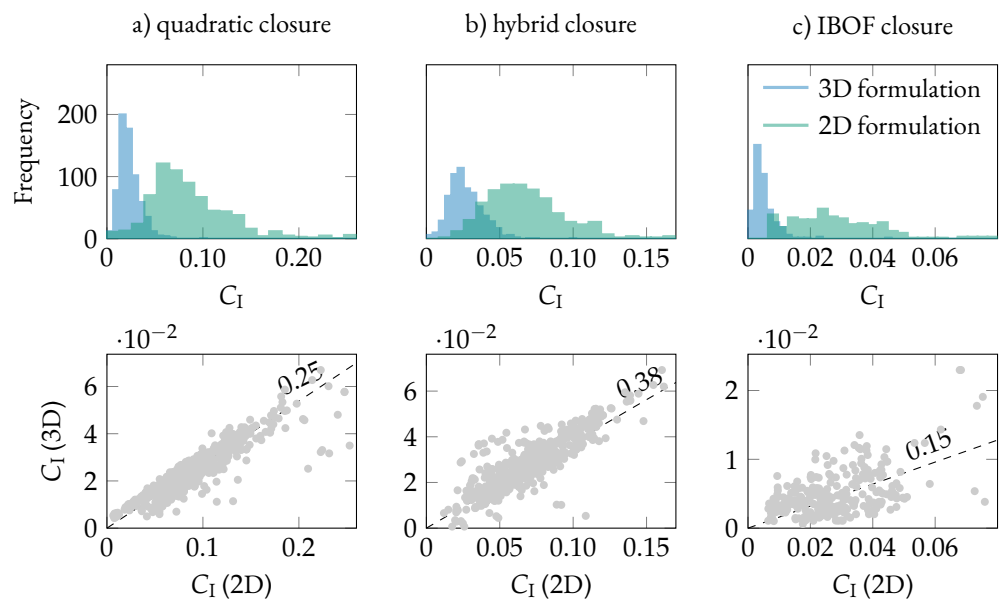 a) quadratic closure
b) hybrid closure
c) IBOF closure
Frequency
200
100
0
0 0.10 0.20
C_I
0 0.05 0.10 0.15
C_I
3D formulation
2D formulation
0 0.02 0.04 0.06
C_I
·10⁻²
C_I (3D)
6
4
2
0
0.25
0 0.1 0.2
C_I (2D)
·10⁻²
6
4
2
0
0.38
0 0.05 0.10 0.15
C_I (2D)
·10⁻²
2
1
0
0.15
0 0.02 0.04 0.06
C_I (2D)